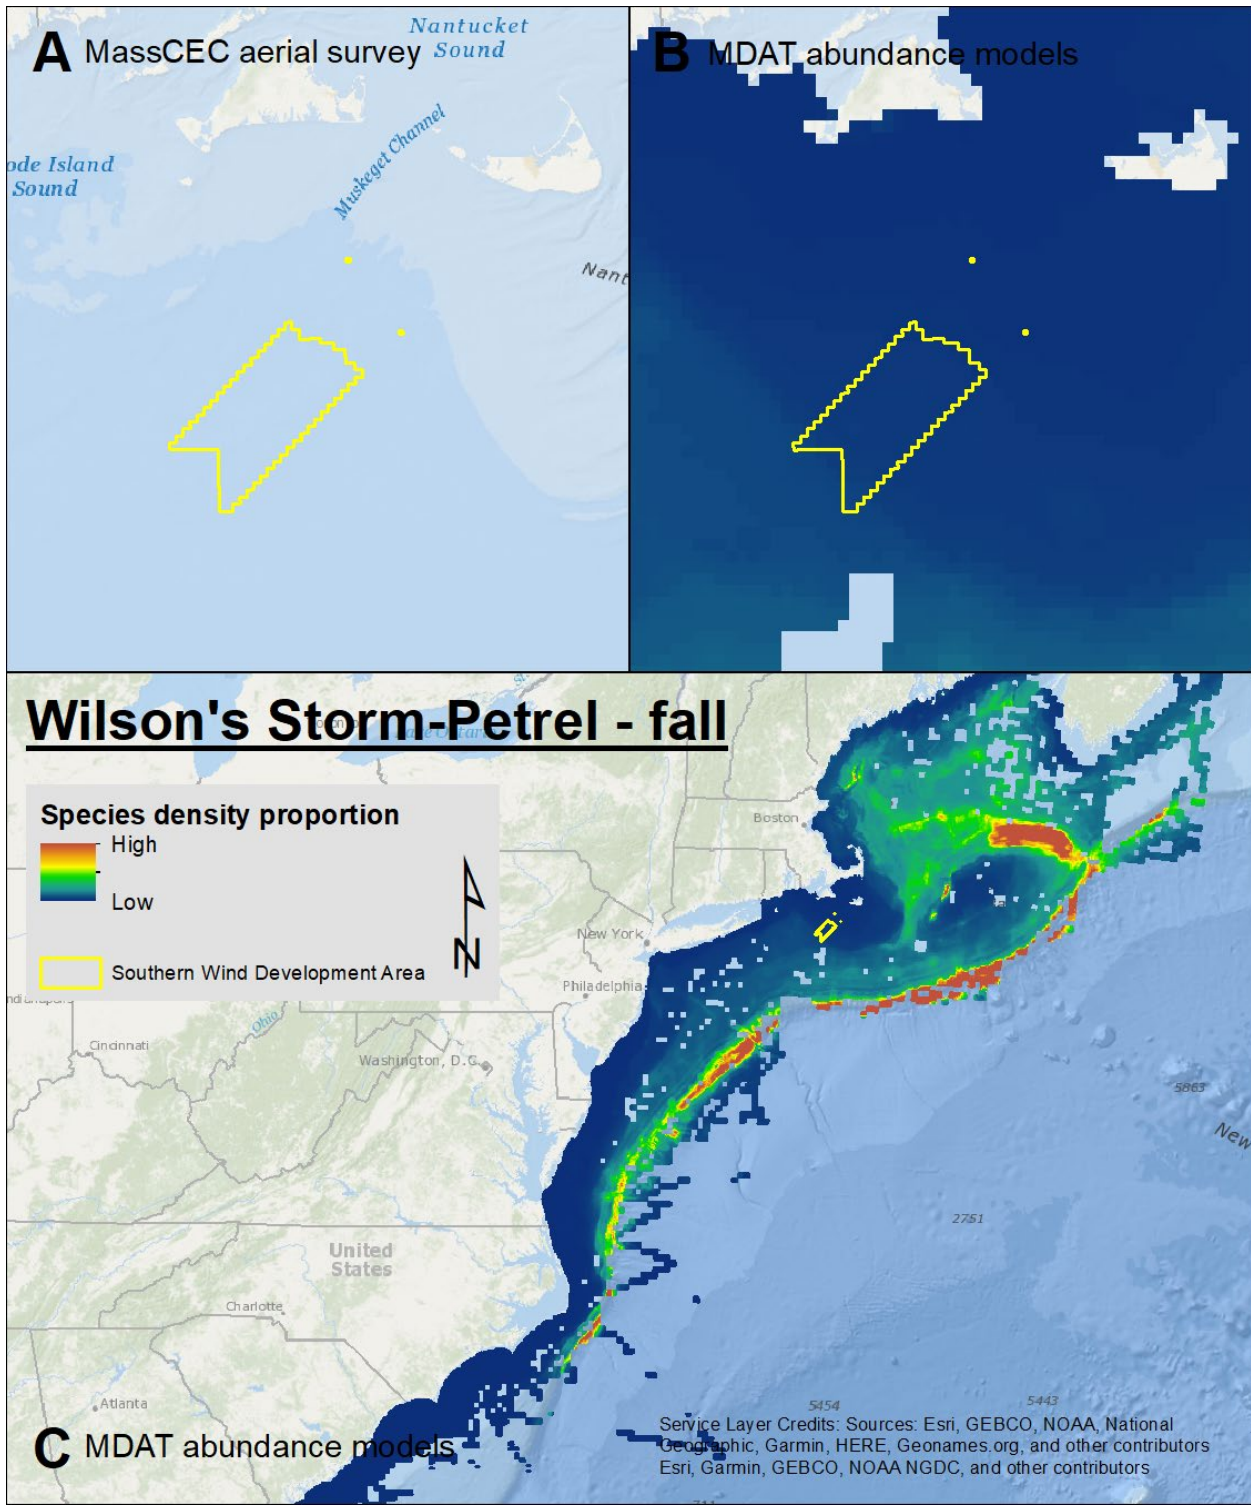 A MassCEC aerial survey
Nantucket
Sound
Muskeget Channel
ode Island
Sound
Nant
B MDAT abundance models
Wilson's Storm-Petrel - fall
Species density proportion
High
Low
N
Southern Wind Development Area
Boston
New York
Philadelphia
Ohio
Cincinnati
Washington, D.C.
United
States
Charlotte
Atlanta
5863
New
2751
5454
5443
C MDAT abundance models
Service Layer Credits: Sources: Esri, GEBCO, NOAA, National
Geographic, Garmin, HERE, Geonames.org, and other contributors
Esri, Garmin, GEBCO, NOAA NGDC, and other contributors